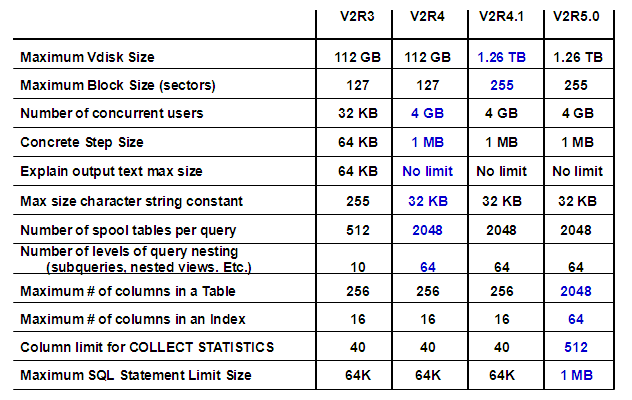 V2R3 V2R4 V2R4.1 V2R5.0
Maximum Vdisk Size 112 GB 112 GB 1.26 TB 1.26 TB
Maximum Block Size (sectors) 127 127 255 255
Number of concurrent users 32 KB 4 GB 4 GB 4 GB
Concrete Step Size 64 KB 1 MB 1 MB 1 MB
Explain output text max size 64 KB No limit No limit No limit
Max size character string constant 255 32 KB 32 KB 32 KB
Number of spool tables per query 512 2048 2048 2048
Number of levels of query nesting
(subqueries, nested views. Etc.) 10 64 64 64
Maximum # of columns in a Table 256 256 256 2048
Maximum # of columns in an Index 16 16 16 64
Column limit for COLLECT STATISTICS 40 40 40 512
Maximum SQL Statement Limit Size 64K 64K 64K 1 MB